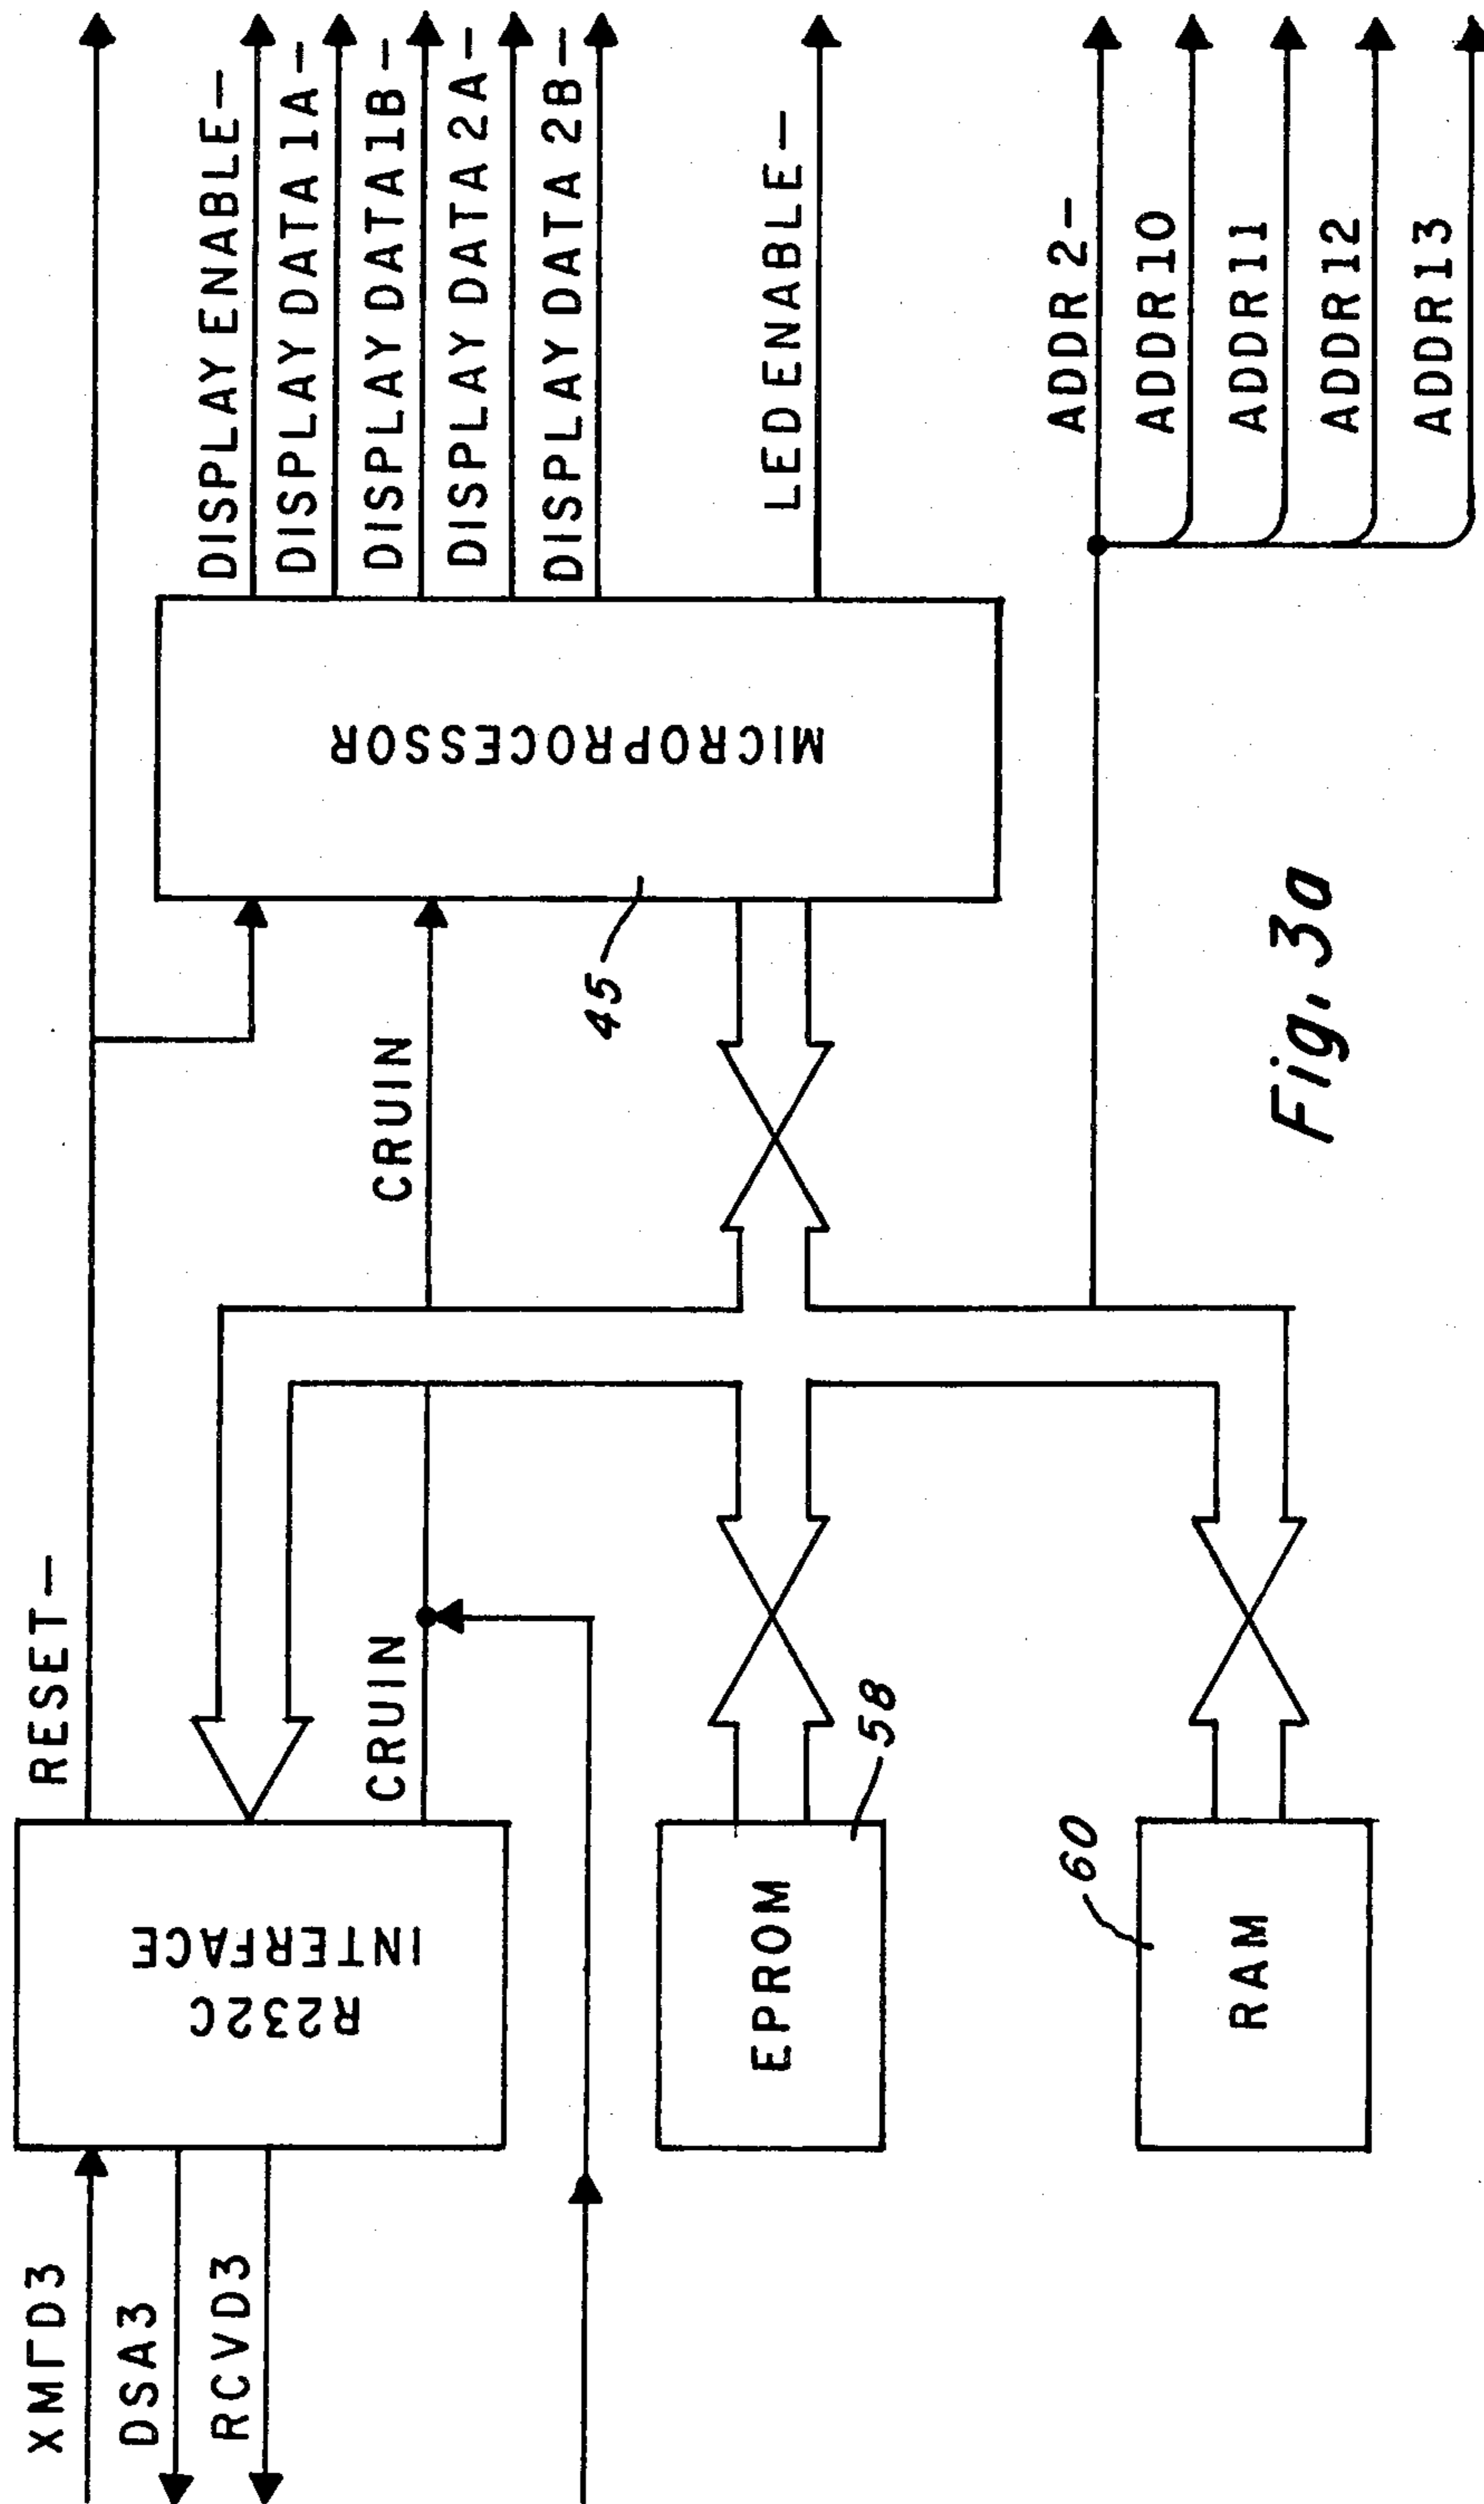 RESET—
DISPLAY ENABLE—
DISPLAY DATA 1A—
DISPLAY DATA 1B—
DISPLAY DATA 2A—
DISPLAY DATA 2B—
LED ENABLE—
ADDR 2—
ADDR 10
ADDR 11
ADDR 12
ADDR 13
MICROPROCESSOR
45
CRUIN
CRUIN
XMTD3
DSA3
RCVD3
R232C
INTERFACE
EPROM
58
RAM
60
Fig. 3a